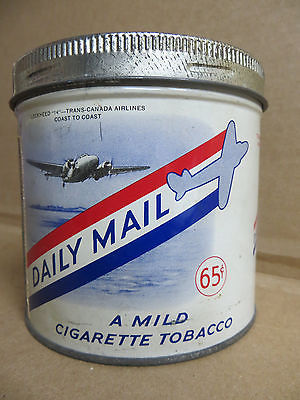 LOCKHEED "14"—TRANS-CANADA AIRLINES
COAST TO COAST
DAILY MAIL
65¢
A MILD
CIGARETTE TOBACCO